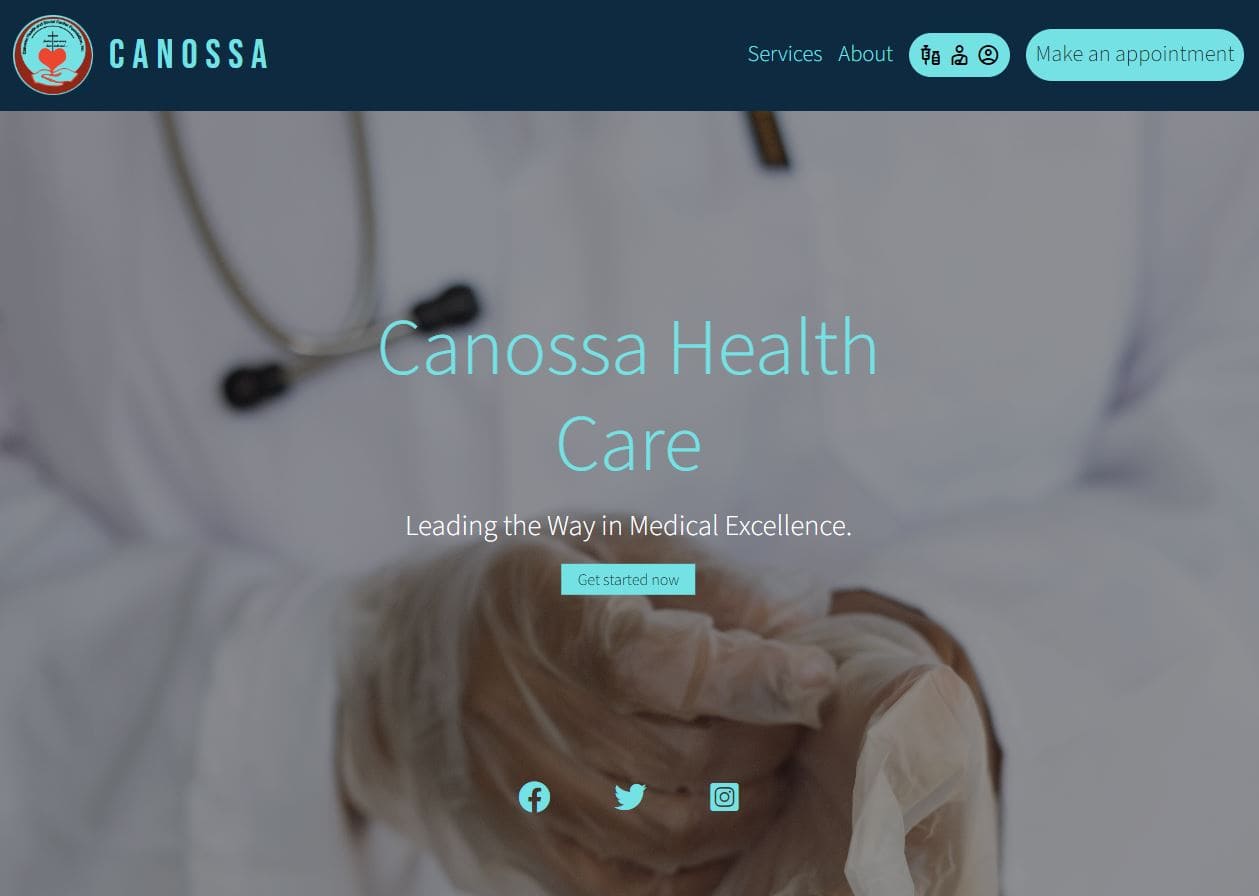 CANOSSA
Services
About
Make an appointment
Canossa Health
Care
Leading the Way in Medical Excellence.
Get started now